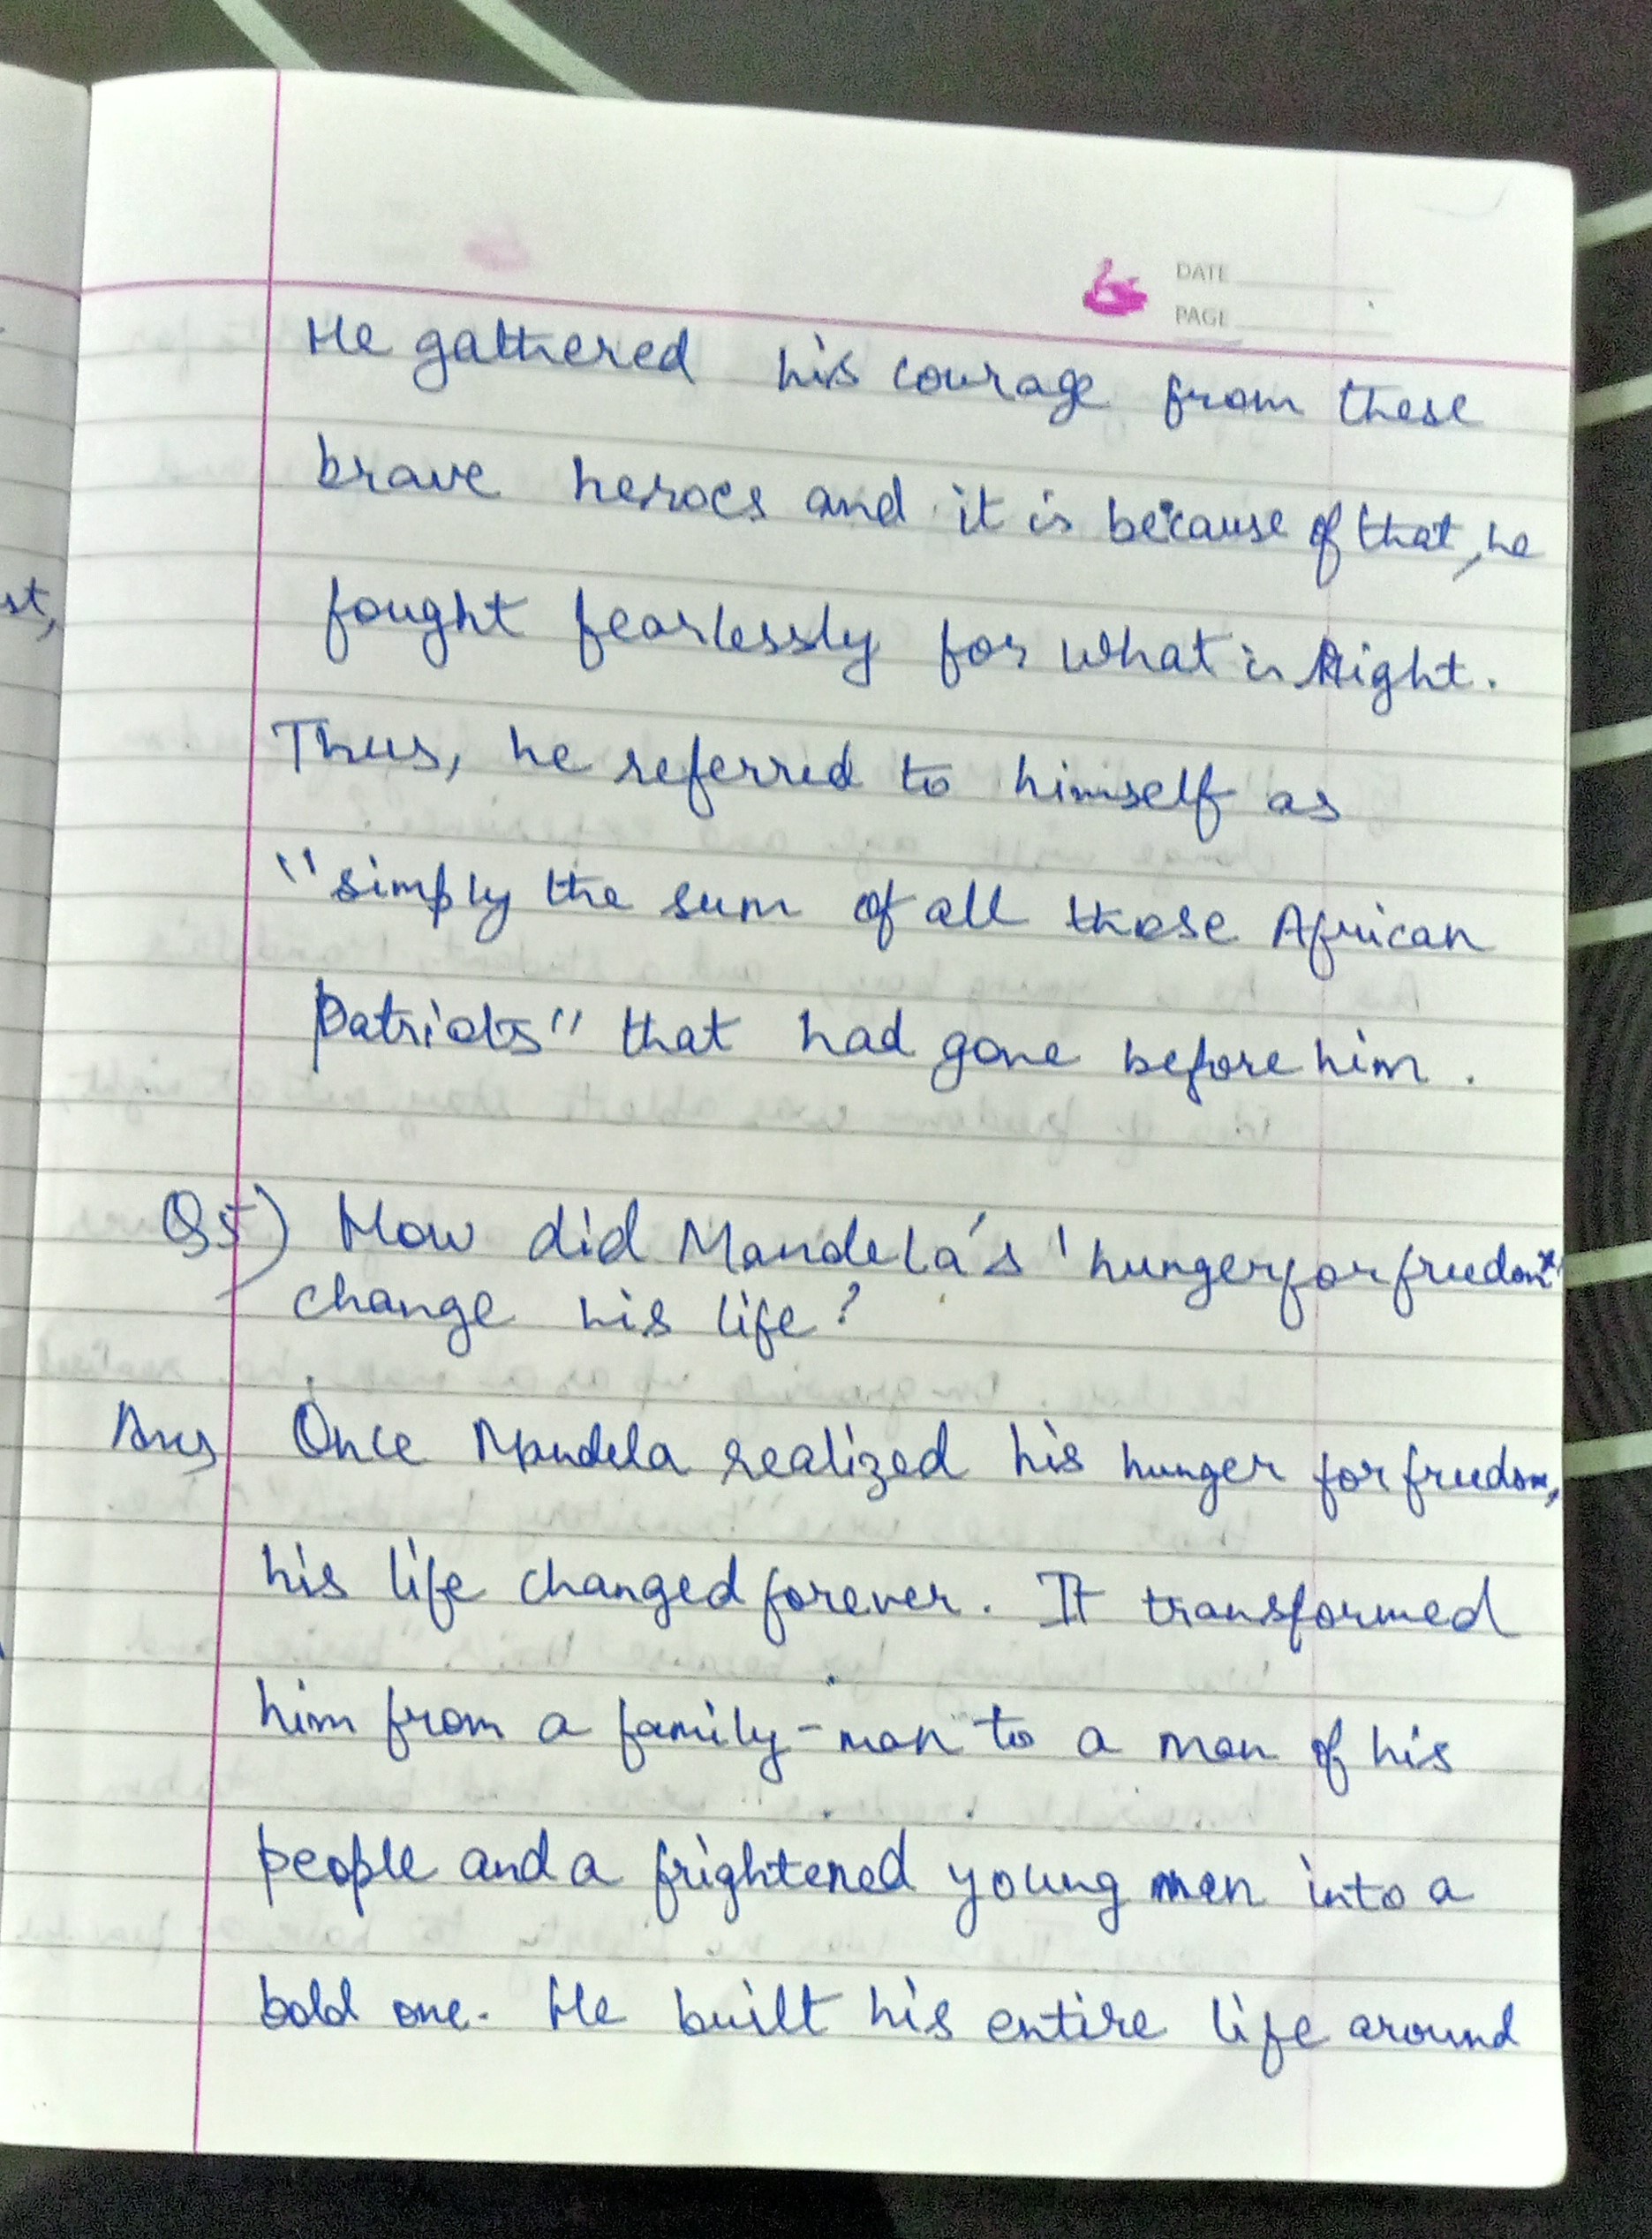 DATE
PAGE
He gathered his courage from these
brave heroes and it is because of that, he
fought fearlessly for what is Right.
Thus, he referred to himself as
"simply the sum of all those African
Patriots" that had gone before him.
Q5) How did Mandela's 'hunger for freedom'
change his life?
Ans Once Mandela realized his hunger for freedom,
his life changed forever. It transformed
him from a family-man to a man of his
people and a frightened young man into a
bold one. He built his entire life around
st,